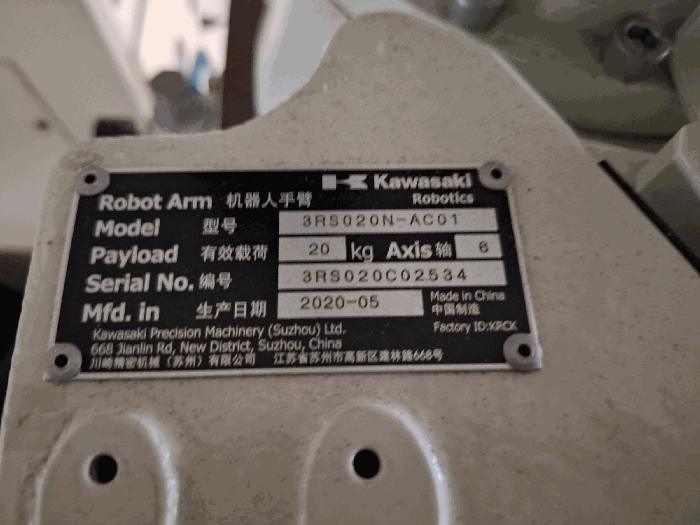 Kawasaki
Robot Arm 机器人手臂 Robotics
Model 型号 3RS020N-AC01
Payload 有效载荷 20 kg Axis 轴 6
Serial No. 编号 3RS020C02534
Mfd. in 生产日期 2020-05 Made in China
中国制造
Kawasaki Precision Machinery (Suzhou) Ltd. Factory ID:KRCK
668 Jianlin Rd, New District, Suzhou, China
川崎精密机械（苏州）有限公司 江苏省苏州市高新区建林路668号